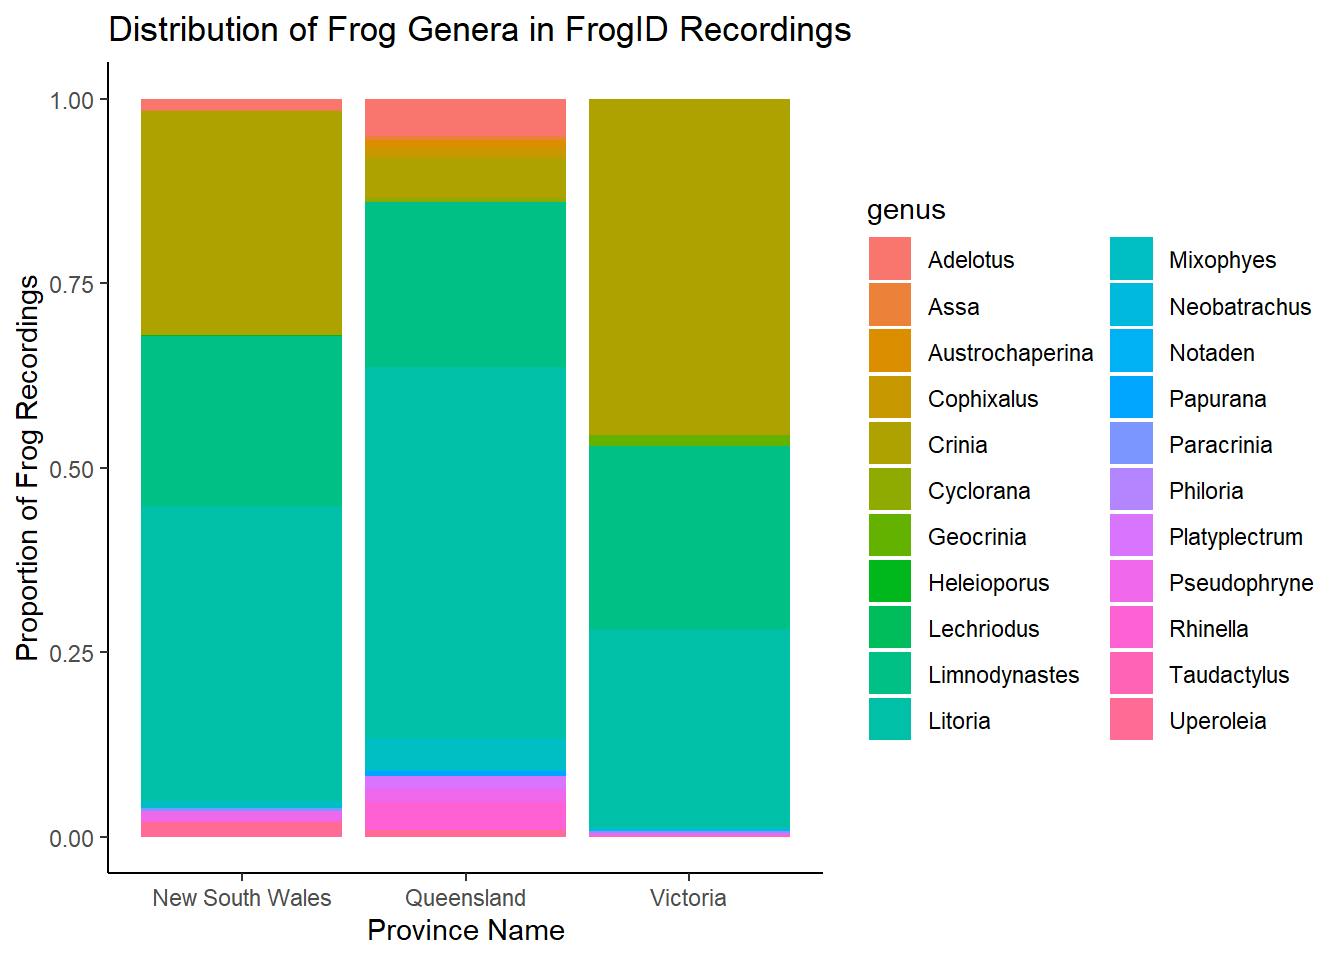 Distribution of Frog Genera in FrogID Recordings
Proportion of Frog Recordings
1.00
0.75
0.50
0.25
0.00
New South Wales
Queensland
Victoria
Province Name
genus
Adelotus
Assa
Austrochaperina
Cophixalus
Crinia
Cyclorana
Geocrinia
Heleioporus
Lechriodus
Limnodynastes
Litoria
Mixophyes
Neobatrachus
Notaden
Papurana
Paracrinia
Philoria
Platyplectrum
Pseudophryne
Rhinella
Taudactylus
Uperoleia